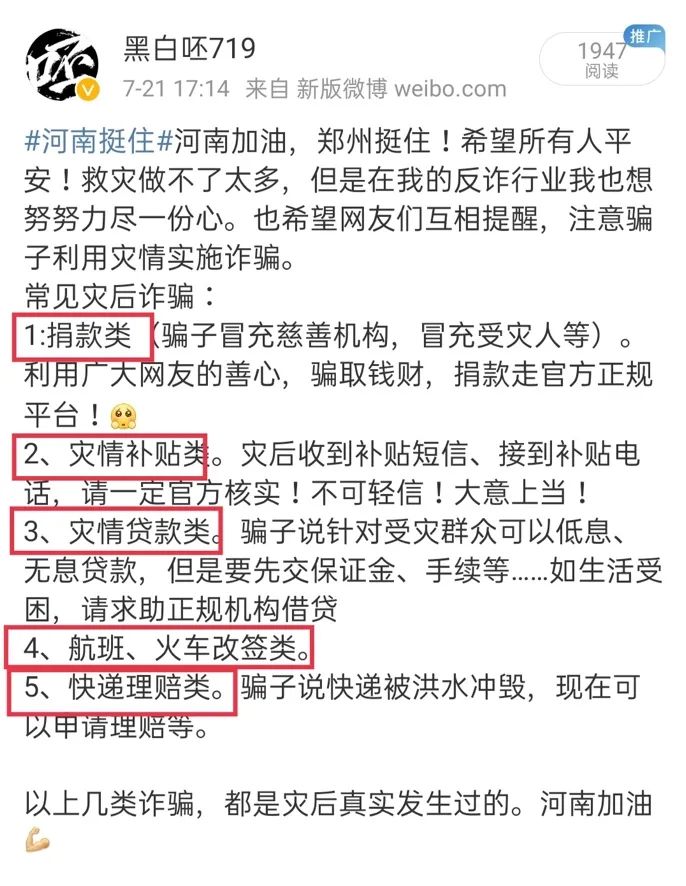 黑白呸719
推广
1947
阅读
7-21 17:14 来自 新版微博 weibo.com
#河南挺住#河南加油，郑州挺住！希望所有人平
安！救灾做不了太多，但是在我的反诈行业我也想
努努力尽一份心。也希望网友们互相提醒，注意骗
子利用灾情实施诈骗。
常见灾后诈骗：
1:捐款类（骗子冒充慈善机构，冒充受灾人等）。
利用广大网友的善心，骗取钱财，捐款走官方正规
平台！🥺
2、灾情补贴类。灾后收到补贴短信、接到补贴电
话，请一定官方核实！不可轻信！大意上当！
3、灾情贷款类。骗子说针对受灾群众可以低息、
无息贷款，但是要先交保证金、手续等……如生活受
困，请求助正规机构借贷
4、航班、火车改签类。
5、快递理赔类。骗子说快递被洪水冲毁，现在可
以申请理赔等。
以上几类诈骗，都是灾后真实发生过的。河南加油
💪